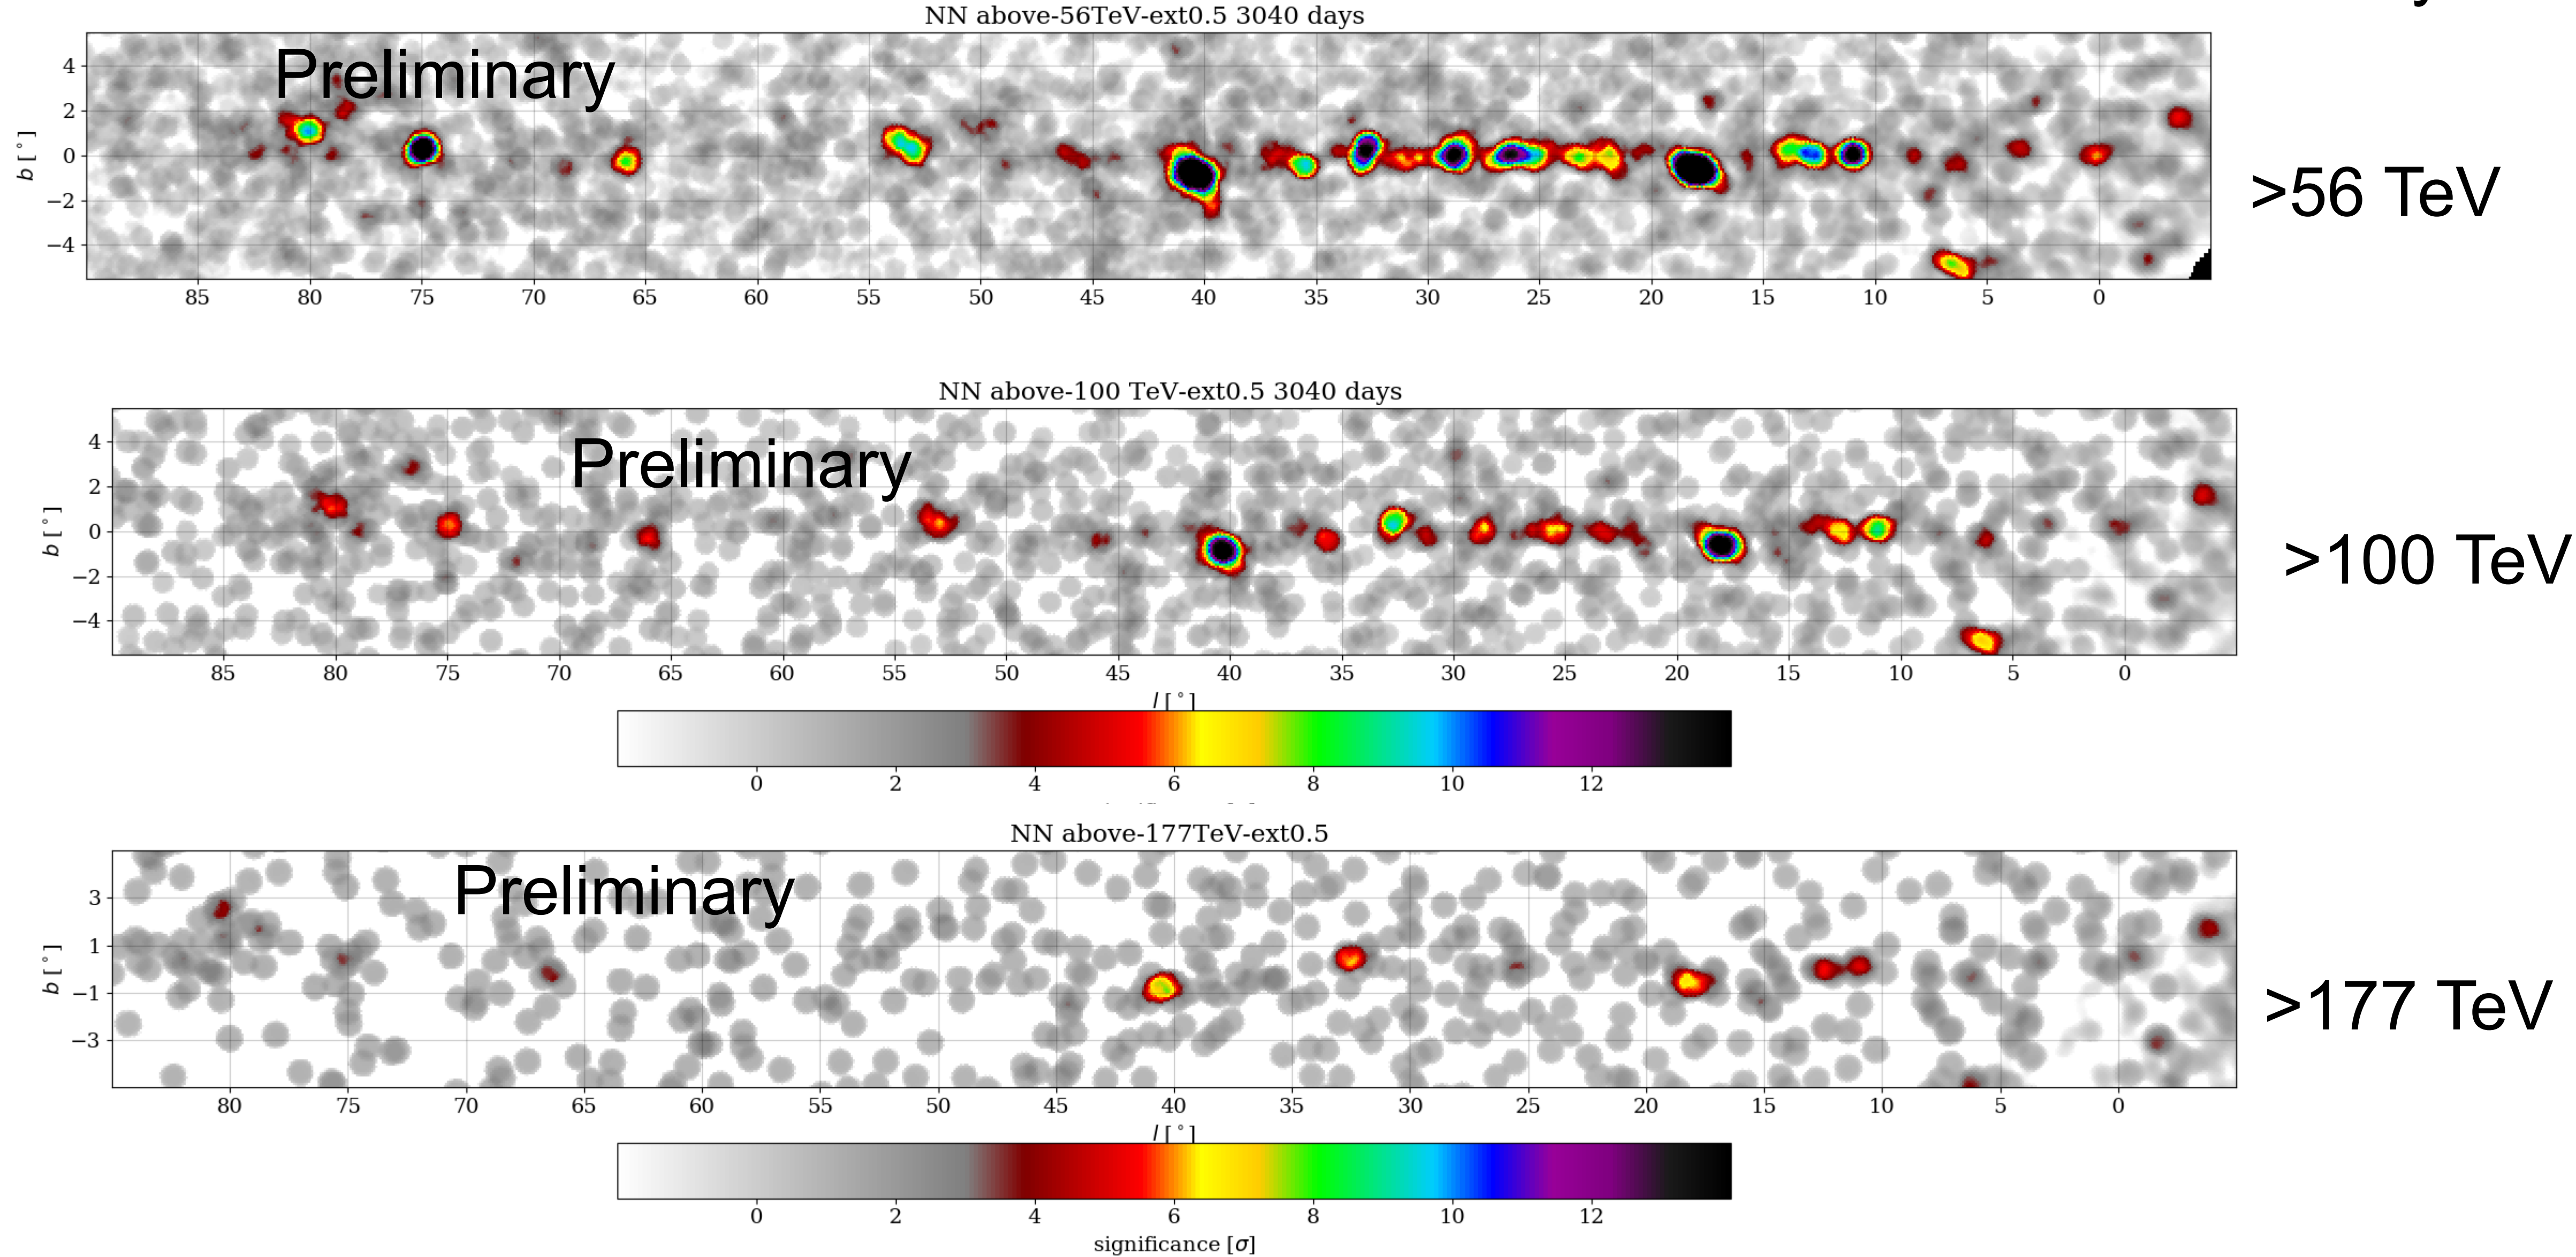 NN above-56TeV-ext0.5 3040 days
Preliminary
4
2
0
−2
−4
b [°]
85 80 75 70 65 60 55 50 45 40 35 30 25 20 15 10 5 0
>56 TeV
NN above-100 TeV-ext0.5 3040 days
Preliminary
4
2
0
−2
−4
b [°]
85 80 75 70 65 60 55 50 45 40 35 30 25 20 15 10 5 0
l [°]
>100 TeV
0 2 4 6 8 10 12
NN above-177TeV-ext0.5
Preliminary
3
1
−1
−3
b [°]
80 75 70 65 60 55 50 45 40 35 30 25 20 15 10 5 0
l [°]
>177 TeV
0 2 4 6 8 10 12
significance [σ]